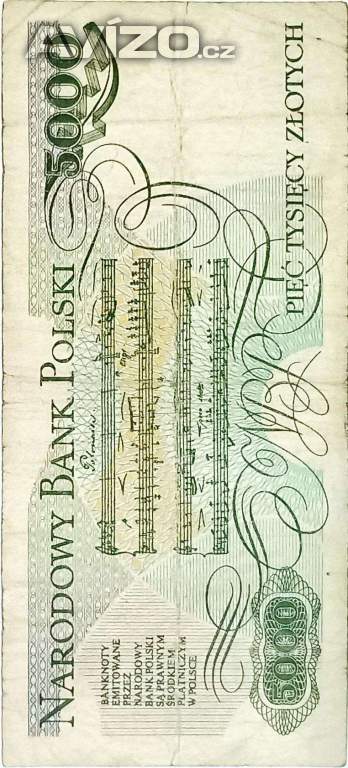 AVÍZO.cz
NARODOWY BANK POLSKI
5000
BANKNOTY
EMITOWANE
PRZEZ
NARODOWY
BANK POLSKI
SĄ PRAWNYM
ŚRODKIEM
PŁATNICZYM
W POLSCE
Polonaise.
PIĘĆ TYSIĘCY ZŁOTYCH
5000